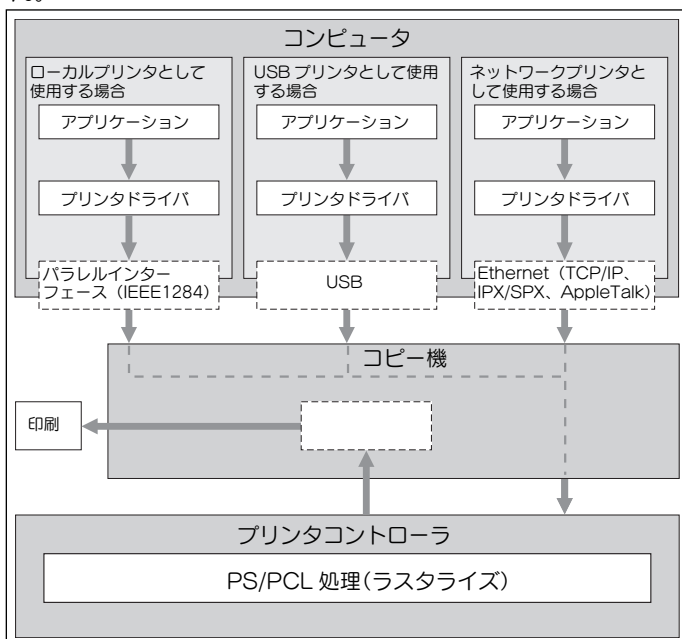 コンピュータ
ローカルプリンタとして
使用する場合
USB プリンタとして使用
する場合
ネットワークプリンタと
して使用する場合
アプリケーション
アプリケーション
アプリケーション
プリンタドライバ
プリンタドライバ
プリンタドライバ
パラレルインター
フェース（IEEE1284）
USB
Ethernet（TCP/IP、
IPX/SPX、AppleTalk）
コピー機
印刷
プリンタコントローラ
PS/PCL 処理（ラスタライズ）